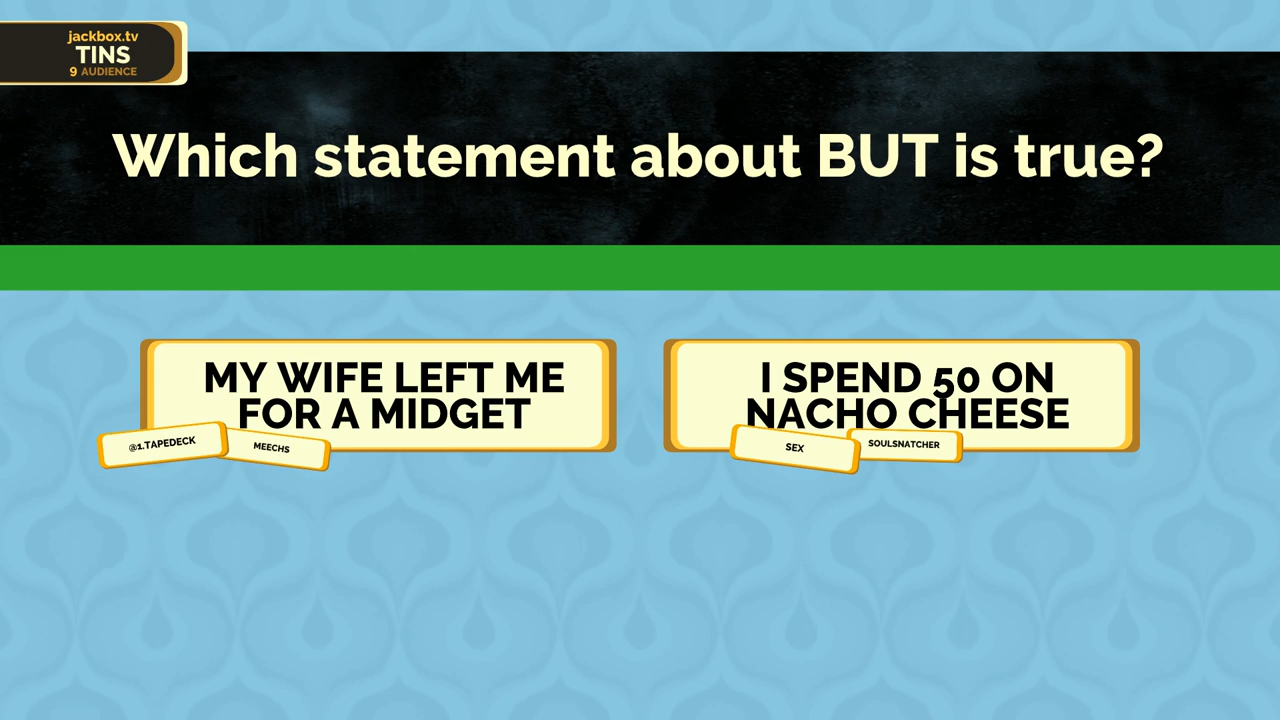 jackbox.tv
TINS
9 AUDIENCE
Which statement about BUT is true?
MY WIFE LEFT ME
FOR A MIDGET
@1.TAPEDECK
MEECHS
I SPEND 50 ON
NACHO CHEESE
SEX
SOULSNATCHER